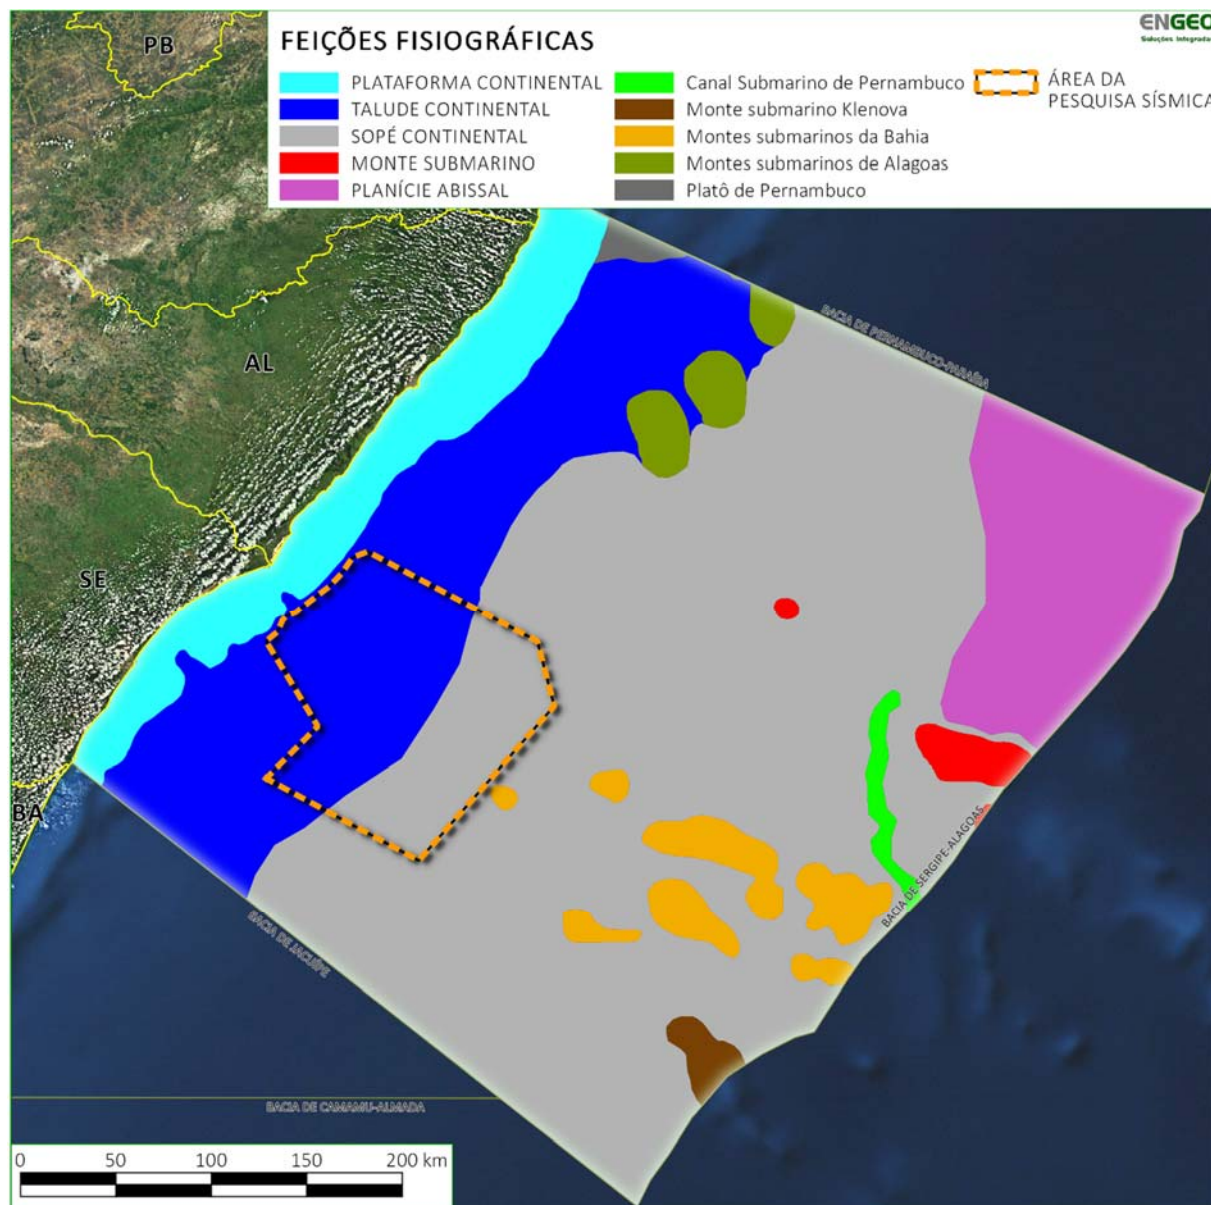 PB
ENGEO
Soluções Integradas
FEIÇÕES FISIOGRÁFICAS
PLATAFORMA CONTINENTAL
TALUDE CONTINENTAL
SOPÉ CONTINENTAL
MONTE SUBMARINO
PLANÍCIE ABISSAL
Canal Submarino de Pernambuco
Monte submarino Klenova
Montes submarinos da Bahia
Montes submarinos de Alagoas
Platô de Pernambuco
ÁREA DA
PESQUISA SÍSMICA
BACIA DE PERNAMBUCO-PARAÍBA
AL
SE
BA
BACIA DE SERGIPE-ALAGOAS
BACIA DE JACUÍPE
BACIA DE CAMAMU-ALMADA
0 50 100 150 200 km